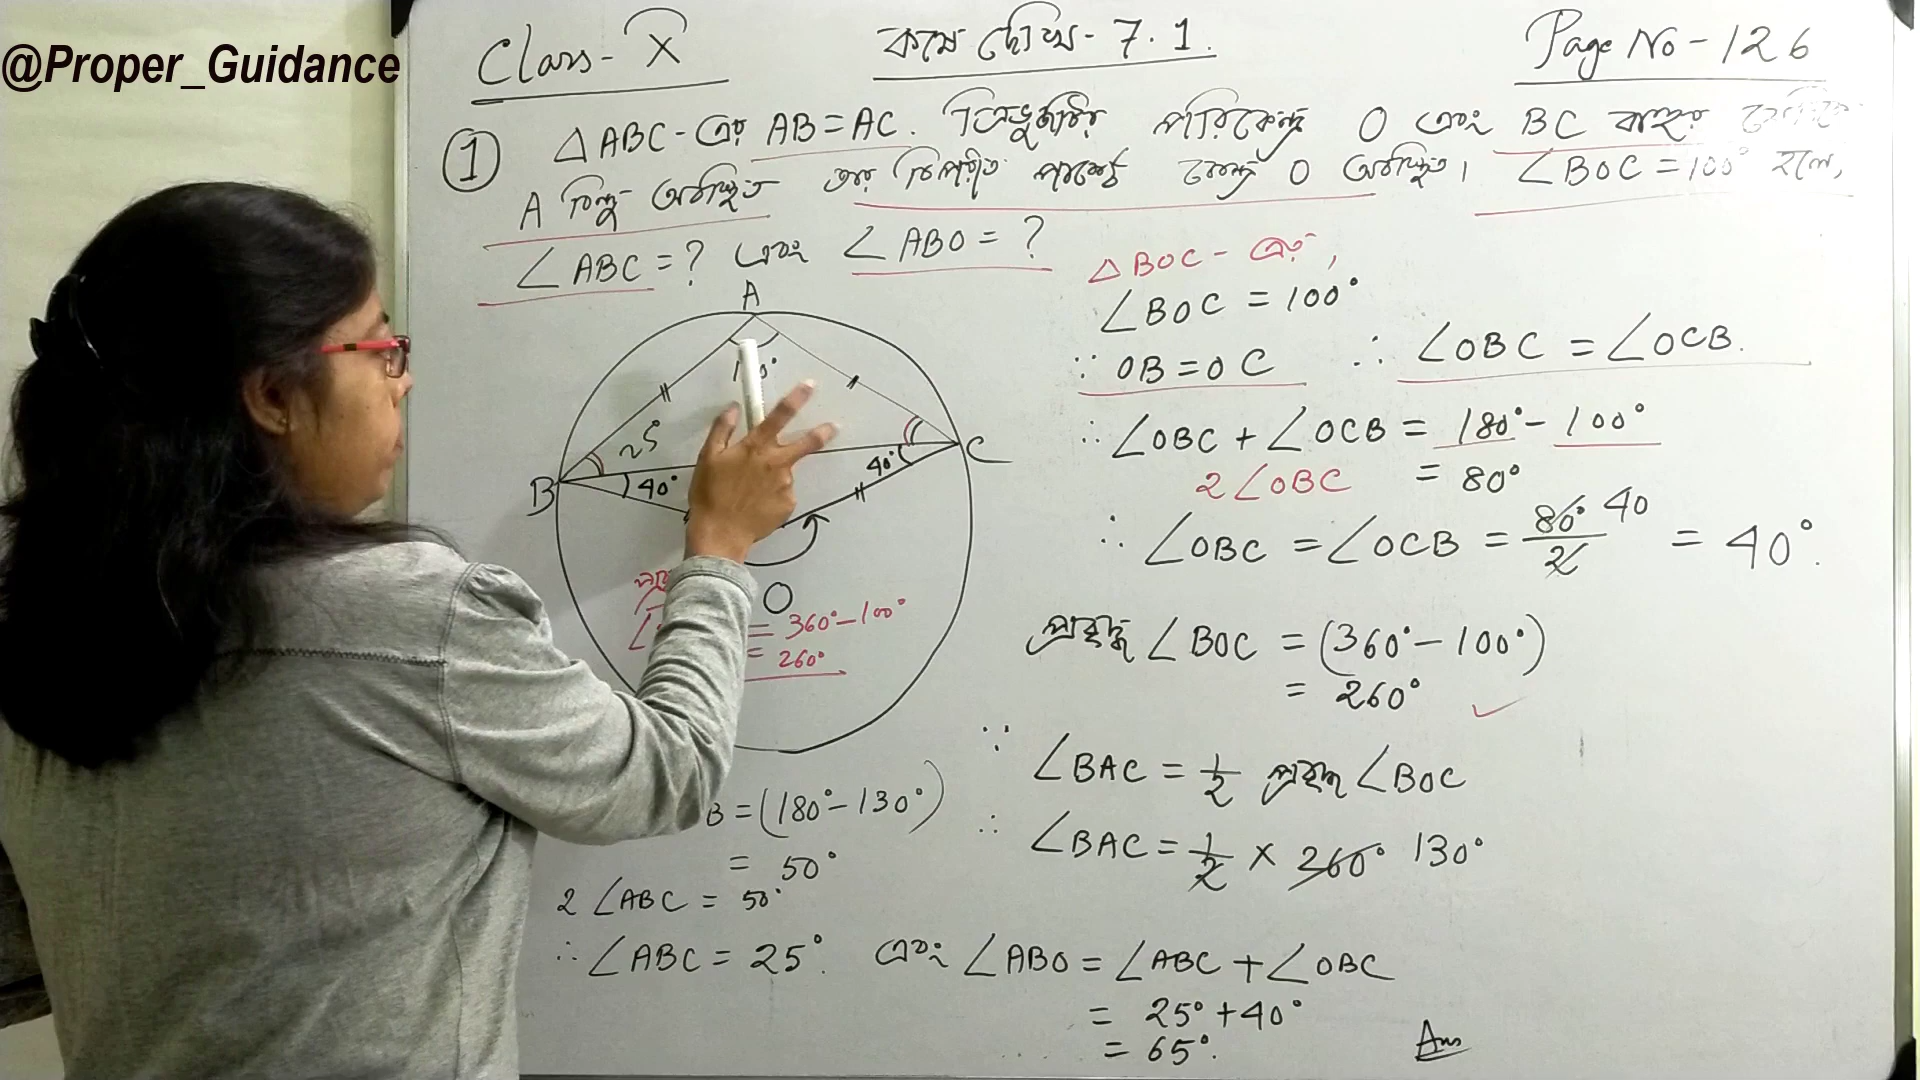 @Proper_Guidance
Class - X
কষে দেখি - 7.1.
Page No - 126
① △ABC - এর AB = AC. ত্রিভুজটির পরিকেন্দ্র O এবং BC বাহুর
A বিন্দু অবস্থিত তার বিপরীত পার্শ্বে কেন্দ্র O অবস্থিত। ∠BOC = 100° হলে,
∠ABC = ? এবং ∠ABO = ?
A
25°
B
40°
40°
C
O
∠ = 360° - 100°
= 260°
B = (180° - 130°)
= 50°
2 ∠ABC = 50°
∴ ∠ABC = 25°.
△BOC - এর,
∠BOC = 100°
∵ OB = OC ∴ ∠OBC = ∠OCB.
∴ ∠OBC + ∠OCB = 180° - 100°
2 ∠OBC = 80°
∴ ∠OBC = ∠OCB = 80°/2 40 = 40°.
প্রবৃদ্ধ ∠BOC = (360° - 100°)
= 260°
∵ ∠BAC = 1/2 প্রবৃদ্ধ ∠BOC
∴ ∠BAC = 1/2 × 260° 130°
এবং ∠ABO = ∠ABC + ∠OBC
= 25° + 40°
= 65°.
Ans